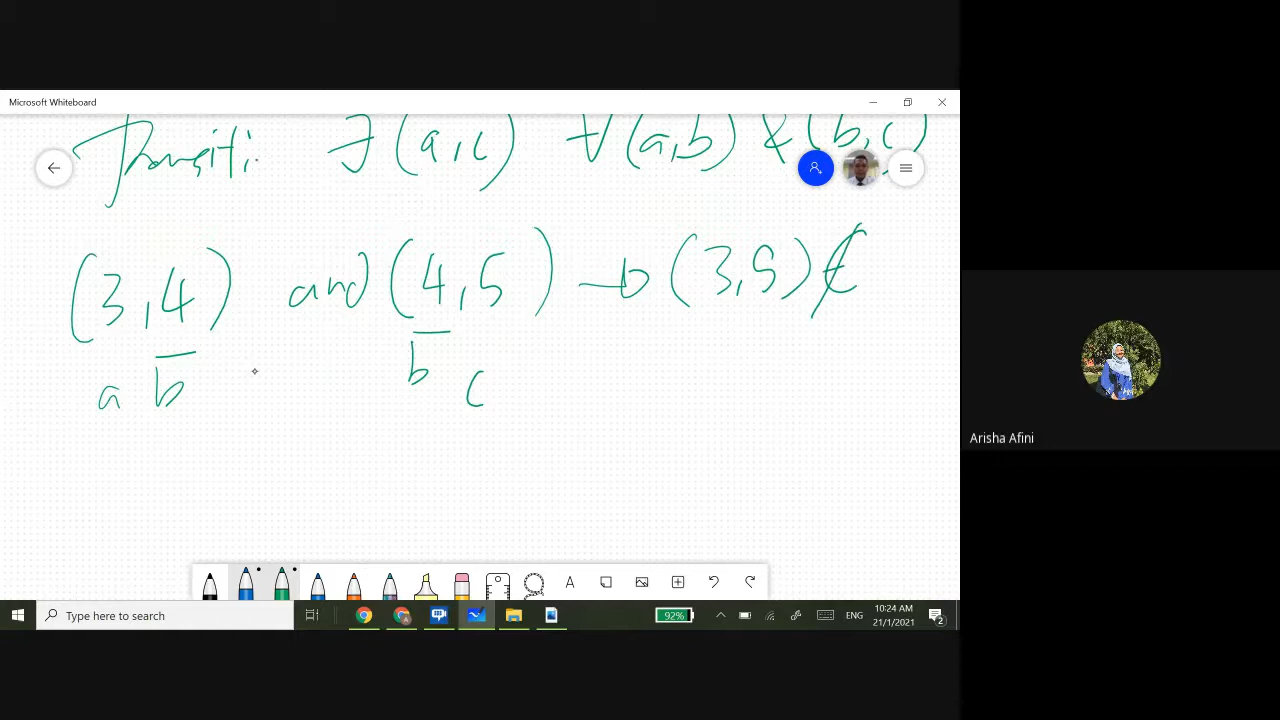 Microsoft Whiteboard
Transiti. ∃ (a,c) ∀ (a,b) & (b,c)
(3,4) and (4,5) → (3,5) ∉
a b b c
Arisha Afini
A
Type here to search
92%
ENG
10:24 AM
21/1/2021
2